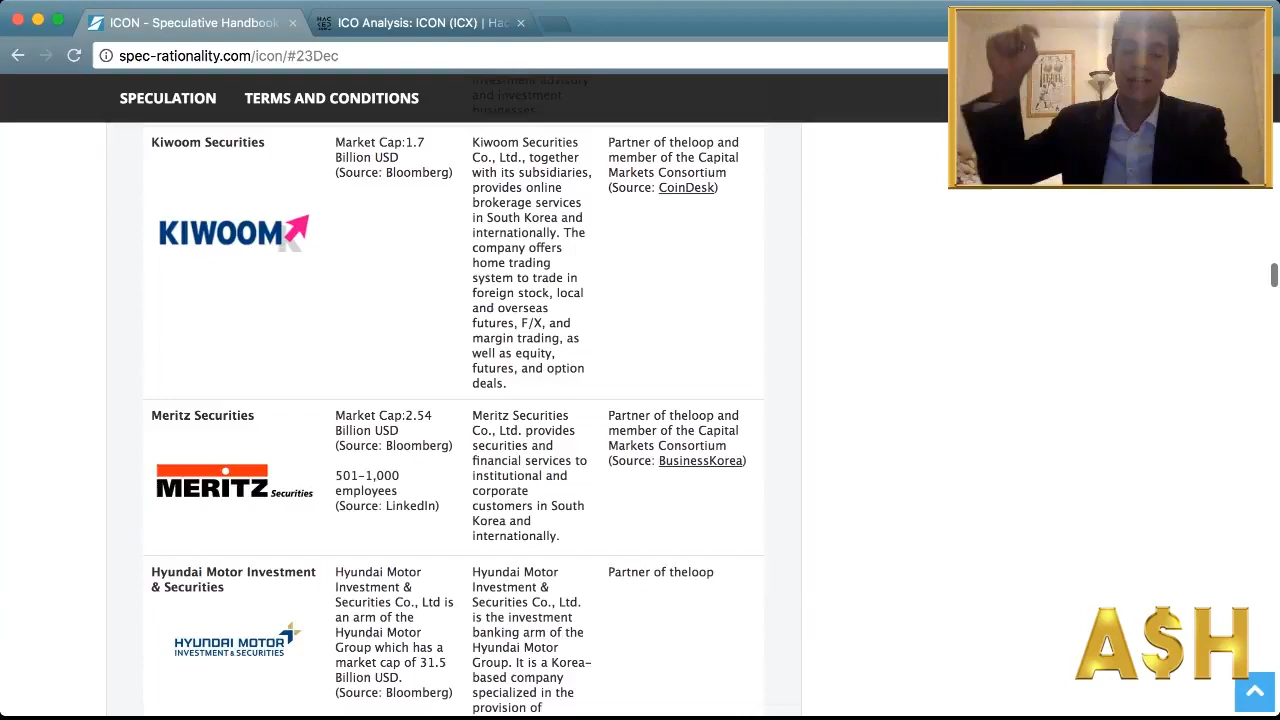 ICON - Speculative Handbook
ICO Analysis: ICON (ICX) | Hac
spec-rationality.com/icon/#23Dec
SPECULATION
TERMS AND CONDITIONS
investment advisory
and investment
businesses.
Kiwoom Securities
KIWOOM
Market Cap:1.7
Billion USD
(Source: Bloomberg)
Kiwoom Securities
Co., Ltd., together
with its subsidiaries,
provides online
brokerage services
in South Korea and
internationally. The
company offers
home trading
system to trade in
foreign stock, local
and overseas
futures, F/X, and
margin trading, as
well as equity,
futures, and option
deals.
Partner of theloop and
member of the Capital
Markets Consortium
(Source: CoinDesk)
Meritz Securities
MERITZ Securities
Market Cap:2.54
Billion USD
(Source: Bloomberg)
501-1,000
employees
(Source: LinkedIn)
Meritz Securities
Co., Ltd. provides
securities and
financial services to
institutional and
corporate
customers in South
Korea and
internationally.
Partner of theloop and
member of the Capital
Markets Consortium
(Source: BusinessKorea)
Hyundai Motor Investment
& Securities
HYUNDAI MOTOR
INVESTMENT & SECURITIES
Hyundai Motor
Investment &
Securities Co., Ltd is
an arm of the
Hyundai Motor
Group which has a
market cap of 31.5
Billion USD.
(Source: Bloomberg)
Hyundai Motor
Investment &
Securities Co., Ltd.
is the investment
banking arm of the
Hyundai Motor
Group. It is a Korea-
based company
specialized in the
provision of
Partner of theloop
A$H